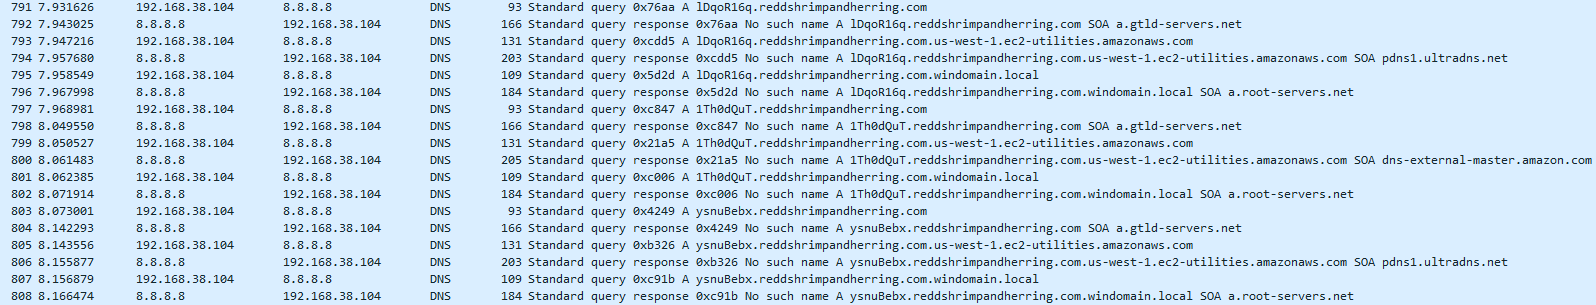 791 7.931626 192.168.38.104 8.8.8.8 DNS 93 Standard query 0x76aa A lDqoR16q.reddshrimpandherring.com
792 7.943025 8.8.8.8 192.168.38.104 DNS 166 Standard query response 0x76aa No such name A lDqoR16q.reddshrimpandherring.com SOA a.gtld-servers.net
793 7.947216 192.168.38.104 8.8.8.8 DNS 131 Standard query 0xcdd5 A lDqoR16q.reddshrimpandherring.com.us-west-1.ec2-utilities.amazonaws.com
794 7.957680 8.8.8.8 192.168.38.104 DNS 203 Standard query response 0xcdd5 No such name A lDqoR16q.reddshrimpandherring.com.us-west-1.ec2-utilities.amazonaws.com SOA pdns1.ultradns.net
795 7.958549 192.168.38.104 8.8.8.8 DNS 109 Standard query 0x5d2d A lDqoR16q.reddshrimpandherring.com.windomain.local
796 7.967998 8.8.8.8 192.168.38.104 DNS 184 Standard query response 0x5d2d No such name A lDqoR16q.reddshrimpandherring.com.windomain.local SOA a.root-servers.net
797 7.968981 192.168.38.104 8.8.8.8 DNS 93 Standard query 0xc847 A 1Th0dQuT.reddshrimpandherring.com
798 8.049550 8.8.8.8 192.168.38.104 DNS 166 Standard query response 0xc847 No such name A 1Th0dQuT.reddshrimpandherring.com SOA a.gtld-servers.net
799 8.050527 192.168.38.104 8.8.8.8 DNS 131 Standard query 0x21a5 A 1Th0dQuT.reddshrimpandherring.com.us-west-1.ec2-utilities.amazonaws.com
800 8.061483 8.8.8.8 192.168.38.104 DNS 205 Standard query response 0x21a5 No such name A 1Th0dQuT.reddshrimpandherring.com.us-west-1.ec2-utilities.amazonaws.com SOA dns-external-master.amazon.com
801 8.062385 192.168.38.104 8.8.8.8 DNS 109 Standard query 0xc006 A 1Th0dQuT.reddshrimpandherring.com.windomain.local
802 8.071914 8.8.8.8 192.168.38.104 DNS 184 Standard query response 0xc006 No such name A 1Th0dQuT.reddshrimpandherring.com.windomain.local SOA a.root-servers.net
803 8.073001 192.168.38.104 8.8.8.8 DNS 93 Standard query 0x4249 A ysnuBebx.reddshrimpandherring.com
804 8.142293 8.8.8.8 192.168.38.104 DNS 166 Standard query response 0x4249 No such name A ysnuBebx.reddshrimpandherring.com SOA a.gtld-servers.net
805 8.143556 192.168.38.104 8.8.8.8 DNS 131 Standard query 0xb326 A ysnuBebx.reddshrimpandherring.com.us-west-1.ec2-utilities.amazonaws.com
806 8.155877 8.8.8.8 192.168.38.104 DNS 203 Standard query response 0xb326 No such name A ysnuBebx.reddshrimpandherring.com.us-west-1.ec2-utilities.amazonaws.com SOA pdns1.ultradns.net
807 8.156879 192.168.38.104 8.8.8.8 DNS 109 Standard query 0xc91b A ysnuBebx.reddshrimpandherring.com.windomain.local
808 8.166474 8.8.8.8 192.168.38.104 DNS 184 Standard query response 0xc91b No such name A ysnuBebx.reddshrimpandherring.com.windomain.local SOA a.root-servers.net